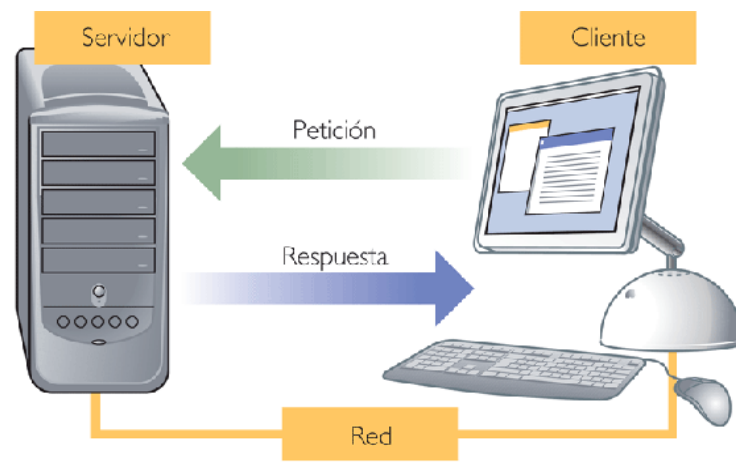 Servidor
Cliente
Petición
Respuesta
Red